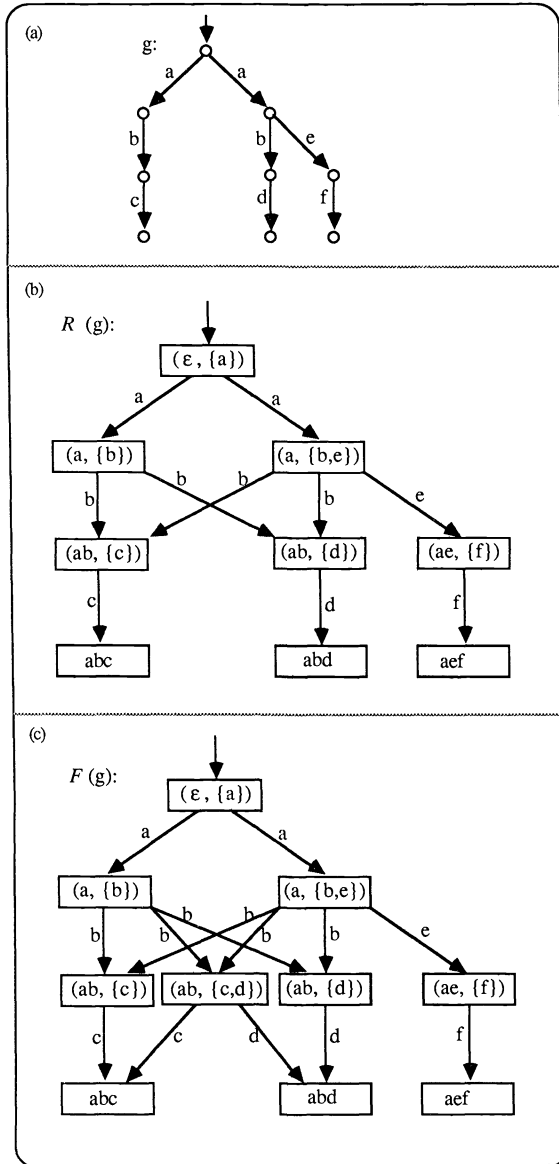 (a)
g:
a a
b b e
c d f
(b)
R (g):
(ε, {a})
a a
(a, {b}) (a, {b,e})
b b b b e
(ab, {c}) (ab, {d}) (ae, {f})
c d f
abc abd aef
(c)
F (g):
(ε, {a})
a a
(a, {b}) (a, {b,e})
b b b b b b e
(ab, {c}) (ab, {c,d}) (ab, {d}) (ae, {f})
c c d d f
abc abd aef